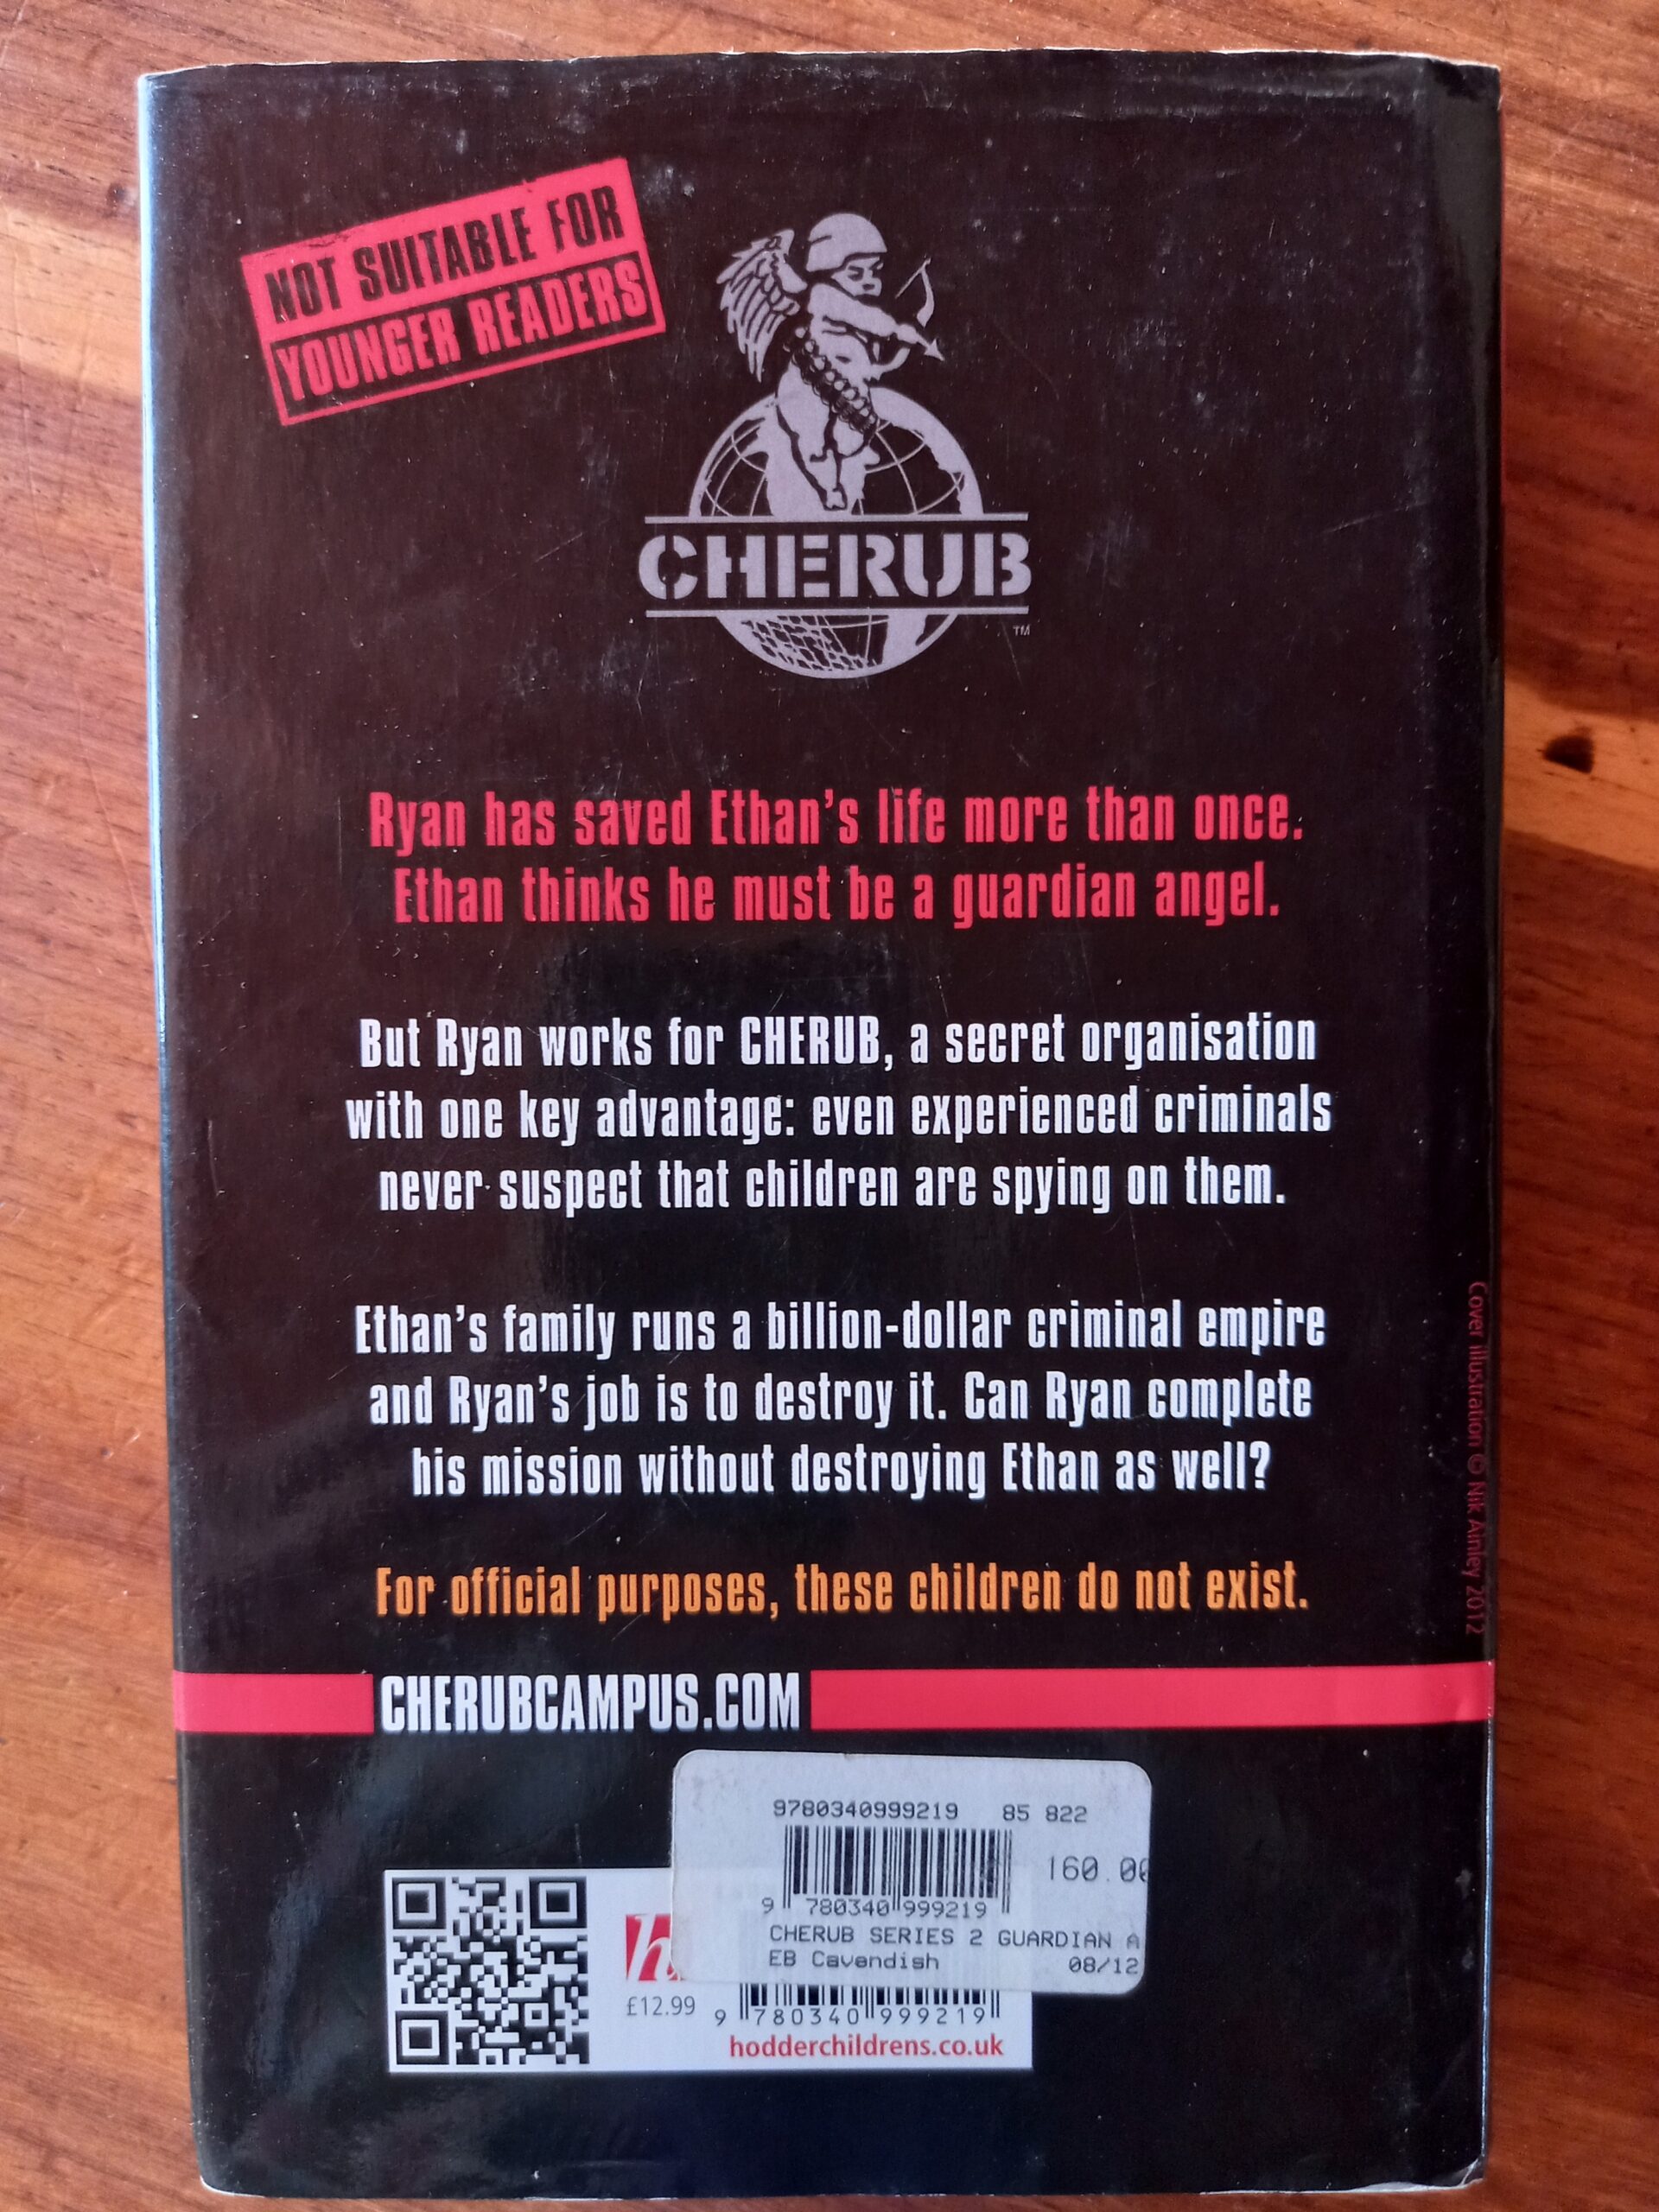 NOT SUITABLE FOR
YOUNGER READERS
CHERUB
TM
Ryan has saved Ethan's life more than once.
Ethan thinks he must be a guardian angel.
But Ryan works for CHERUB, a secret organisation
with one key advantage: even experienced criminals
never suspect that children are spying on them.
Ethan's family runs a billion-dollar criminal empire
and Ryan's job is to destroy it. Can Ryan complete
his mission without destroying Ethan as well?
For official purposes, these children do not exist.
Cover illustration © Nik Ainley 2012
CHERUBCAMPUS.COM
9780340999219 85 822
160.00
9 780340 999219
CHERUB SERIES 2 GUARDIAN A
EB Cavendish 08/12
h
£12.99
9 780340 999219
hodderchildrens.co.uk